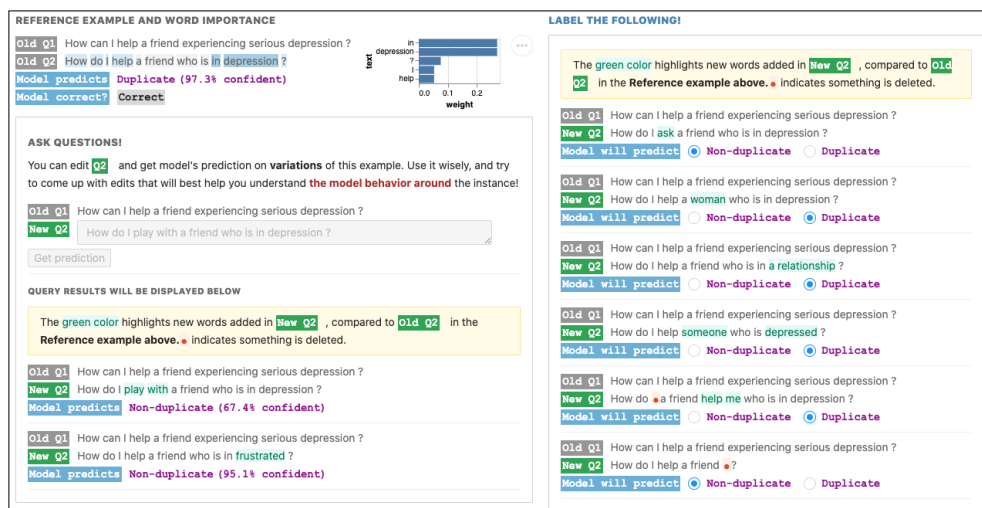 REFERENCE EXAMPLE AND WORD IMPORTANCE
Old Q1 How can I help a friend experiencing serious depression ?
Old Q2 How do I help a friend who is in depression ?
Model predicts Duplicate (97.3% confident)
Model correct? Correct
text
in
depression
?
I
help
0.0 0.1 0.2
weight
ASK QUESTIONS!
You can edit Q2 and get model's prediction on variations of this example. Use it wisely, and try
to come up with edits that will best help you understand the model behavior around the instance!
Old Q1 How can I help a friend experiencing serious depression ?
New Q2 How do I play with a friend who is in depression ?
Get prediction
QUERY RESULTS WILL BE DISPLAYED BELOW
The green color highlights new words added in New Q2 , compared to Old Q2 in the
Reference example above. indicates something is deleted.
Old Q1 How can I help a friend experiencing serious depression ?
New Q2 How do I play with a friend who is in depression ?
Model predicts Non-duplicate (67.4% confident)
Old Q1 How can I help a friend experiencing serious depression ?
New Q2 How do I help a friend who is in frustrated ?
Model predicts Non-duplicate (95.1% confident)
LABEL THE FOLLOWING!
The green color highlights new words added in New Q2 , compared to Old
Q2 in the Reference example above. indicates something is deleted.
Old Q1 How can I help a friend experiencing serious depression ?
New Q2 How do I ask a friend who is in depression ?
Model will predict Non-duplicate Duplicate
Old Q1 How can I help a friend experiencing serious depression ?
New Q2 How do I help a woman who is in depression ?
Model will predict Non-duplicate Duplicate
Old Q1 How can I help a friend experiencing serious depression ?
New Q2 How do I help a friend who is in a relationship ?
Model will predict Non-duplicate Duplicate
Old Q1 How can I help a friend experiencing serious depression ?
New Q2 How do I help someone who is depressed ?
Model will predict Non-duplicate Duplicate
Old Q1 How can I help a friend experiencing serious depression ?
New Q2 How do a friend help me who is in depression ?
Model will predict Non-duplicate Duplicate
Old Q1 How can I help a friend experiencing serious depression ?
New Q2 How do I help a friend ?
Model will predict Non-duplicate Duplicate